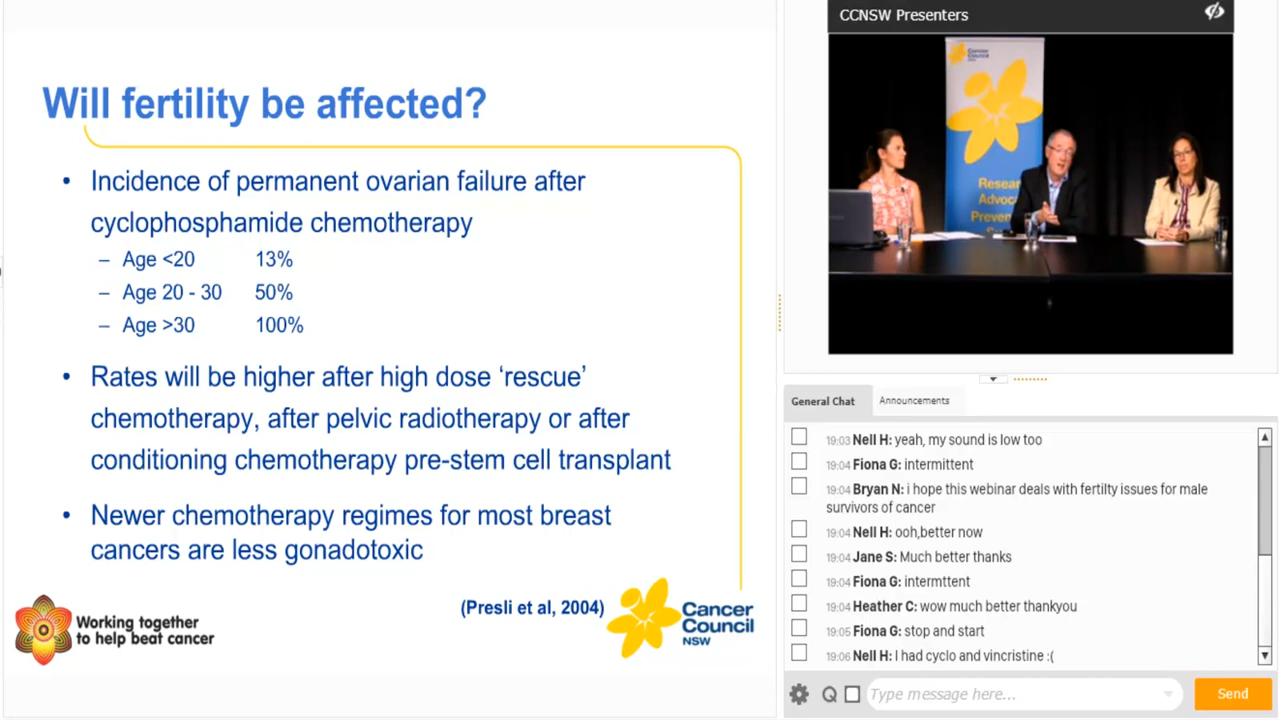 Will fertility be affected?
• Incidence of permanent ovarian failure after
cyclophosphamide chemotherapy
– Age <20 13%
– Age 20 - 30 50%
– Age >30 100%
• Rates will be higher after high dose ‘rescue’
chemotherapy, after pelvic radiotherapy or after
conditioning chemotherapy pre-stem cell transplant
• Newer chemotherapy regimes for most breast
cancers are less gonadotoxic
(Presli et al, 2004)
Working together
to help beat cancer
Cancer
Council
NSW
CCNSW Presenters
Cancer
Council
General Chat
Announcements
19:03 Nell H: yeah, my sound is low too
19:04 Fiona G: intermittent
19:04 Bryan N: i hope this webinar deals with fertilty issues for male
survivors of cancer
19:04 Nell H: ooh,better now
19:04 Jane S: Much better thanks
19:04 Fiona G: intermttent
19:04 Heather C: wow much better thankyou
19:05 Fiona G: stop and start
19:06 Nell H: I had cyclo and vincristine :(
Type message here...
Send